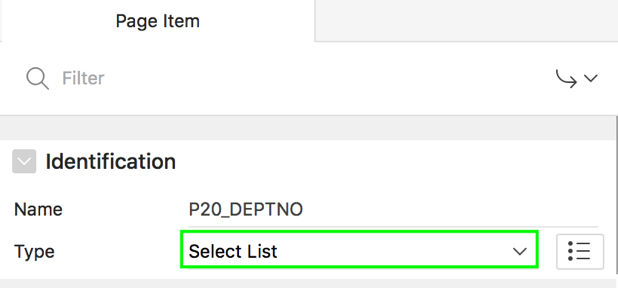 Page Item
Filter
Identification
Name P20_DEPTNO
Type Select List